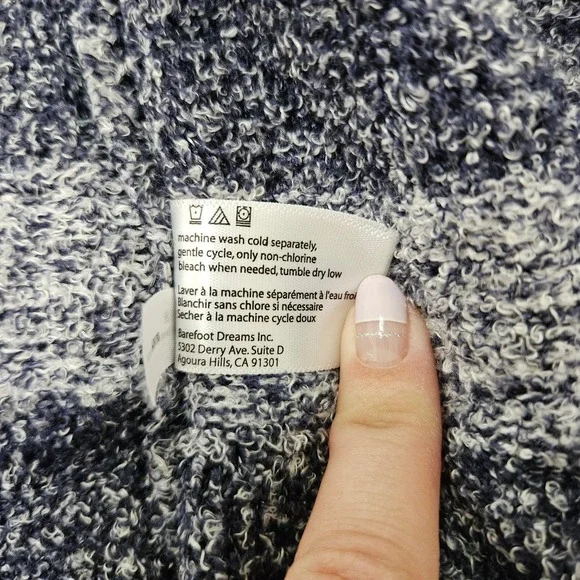 machine wash cold separately,
gentle cycle, only non-chlorine
bleach when needed, tumble dry low
Laver à la machine séparément à l'eau froi
Blanchir sans chlore si nécessaire
Secher à la machine cycle doux
Barefoot Dreams Inc.
5302 Derry Ave. Suite D
Agoura Hills, CA 91301